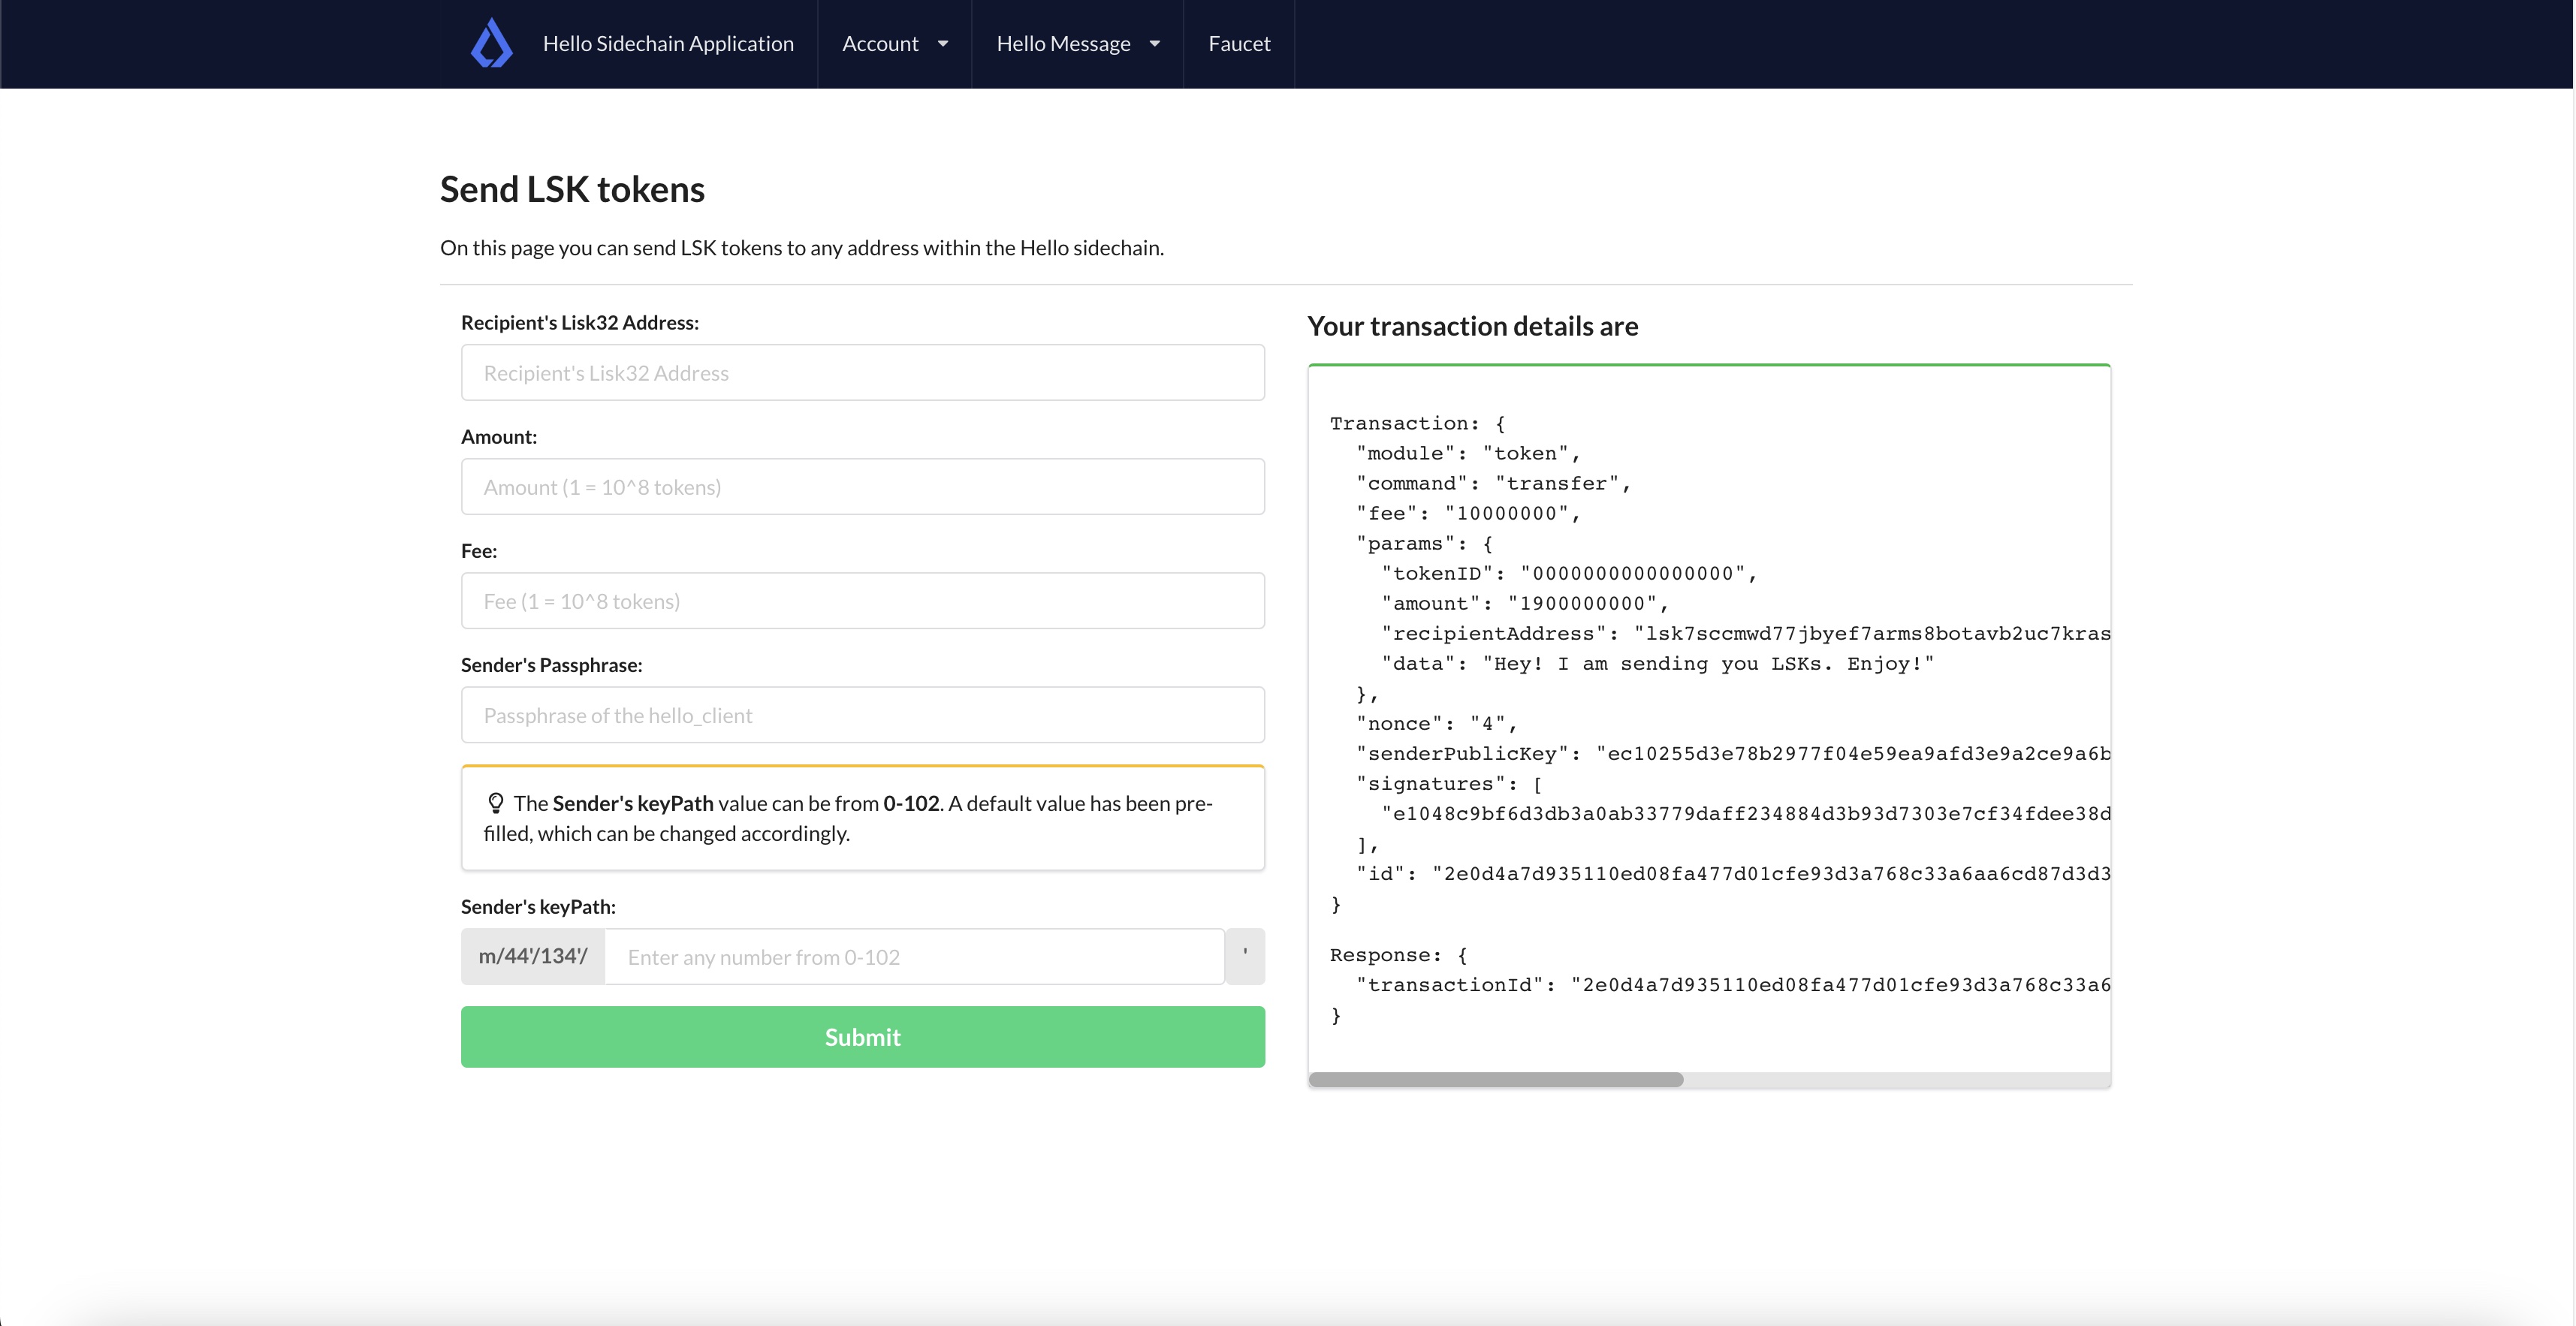 Hello Sidechain Application
Account
Hello Message
Faucet
Send LSK tokens
On this page you can send LSK tokens to any address within the Hello sidechain.
Recipient's Lisk32 Address:
Recipient's Lisk32 Address
Amount:
Amount (1 = 10^8 tokens)
Fee:
Fee (1 = 10^8 tokens)
Sender's Passphrase:
Passphrase of the hello_client
The Sender's keyPath value can be from 0-102. A default value has been pre-
filled, which can be changed accordingly.
Sender's keyPath:
m/44'/134'/ Enter any number from 0-102 '
Submit
Your transaction details are
Transaction: {
"module": "token",
"command": "transfer",
"fee": "10000000",
"params": {
"tokenID": "0000000000000000",
"amount": "1900000000",
"recipientAddress": "lsk7sccmwd77jbyef7arms8botavb2uc7kras
"data": "Hey! I am sending you LSKs. Enjoy!"
},
"nonce": "4",
"senderPublicKey": "ec10255d3e78b2977f04e59ea9afd3e9a2ce9a6b
"signatures": [
"e1048c9bf6d3db3a0ab33779daff234884d3b93d7303e7cf34fdee38d
],
"id": "2e0d4a7d935110ed08fa477d01cfe93d3a768c33a6aa6cd87d3d3
}
Response: {
"transactionId": "2e0d4a7d935110ed08fa477d01cfe93d3a768c33a6
}